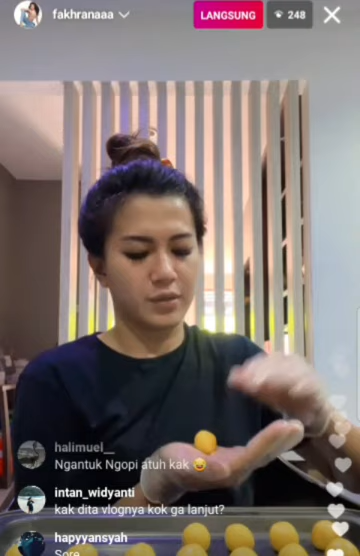 fakhranaaa
LANGSUNG
248
halimuel__
Ngantuk Ngopi atuh kak 😄
intan_widyanti
kak dita vlognya kok ga lanjut?
hapyyansyah
Sore